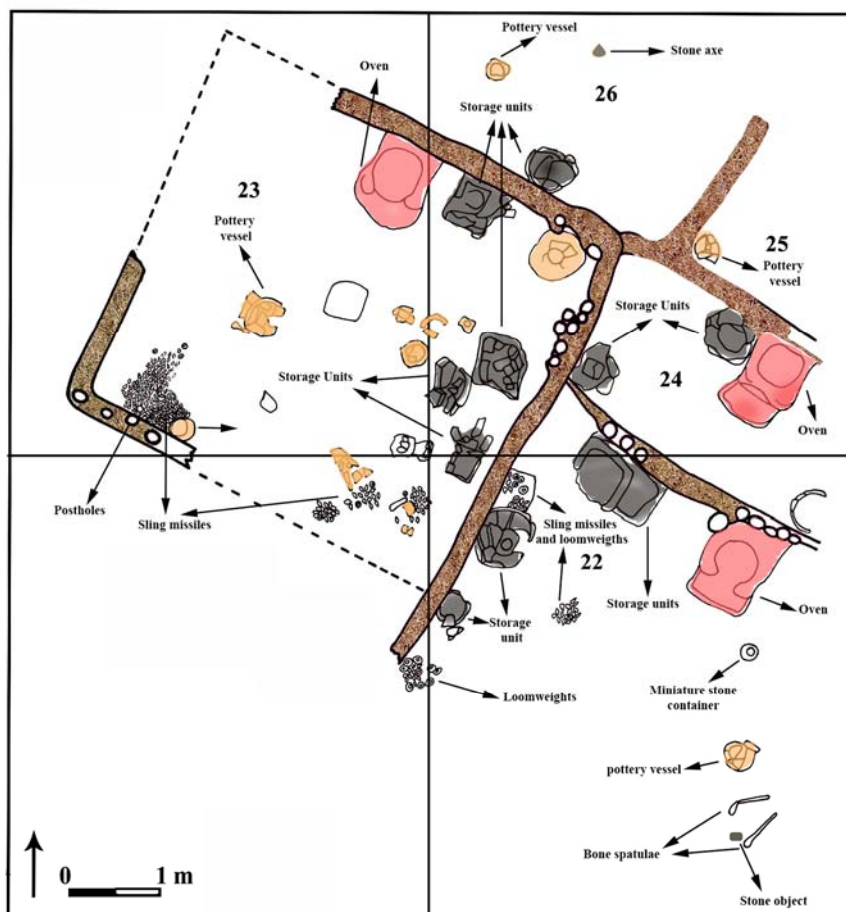 Pottery vessel
Stone axe
Oven
26
Storage units
23
Pottery
vessel
25
Pottery
vessel
Storage Units
24
Storage Units
Oven
Postholes
Sling missiles
Sling missiles
and loomweigths
22
Storage units
Oven
Storage
unit
Loomweights
Miniature stone
container
pottery vessel
Bone spatulae
Stone object
0 1 m